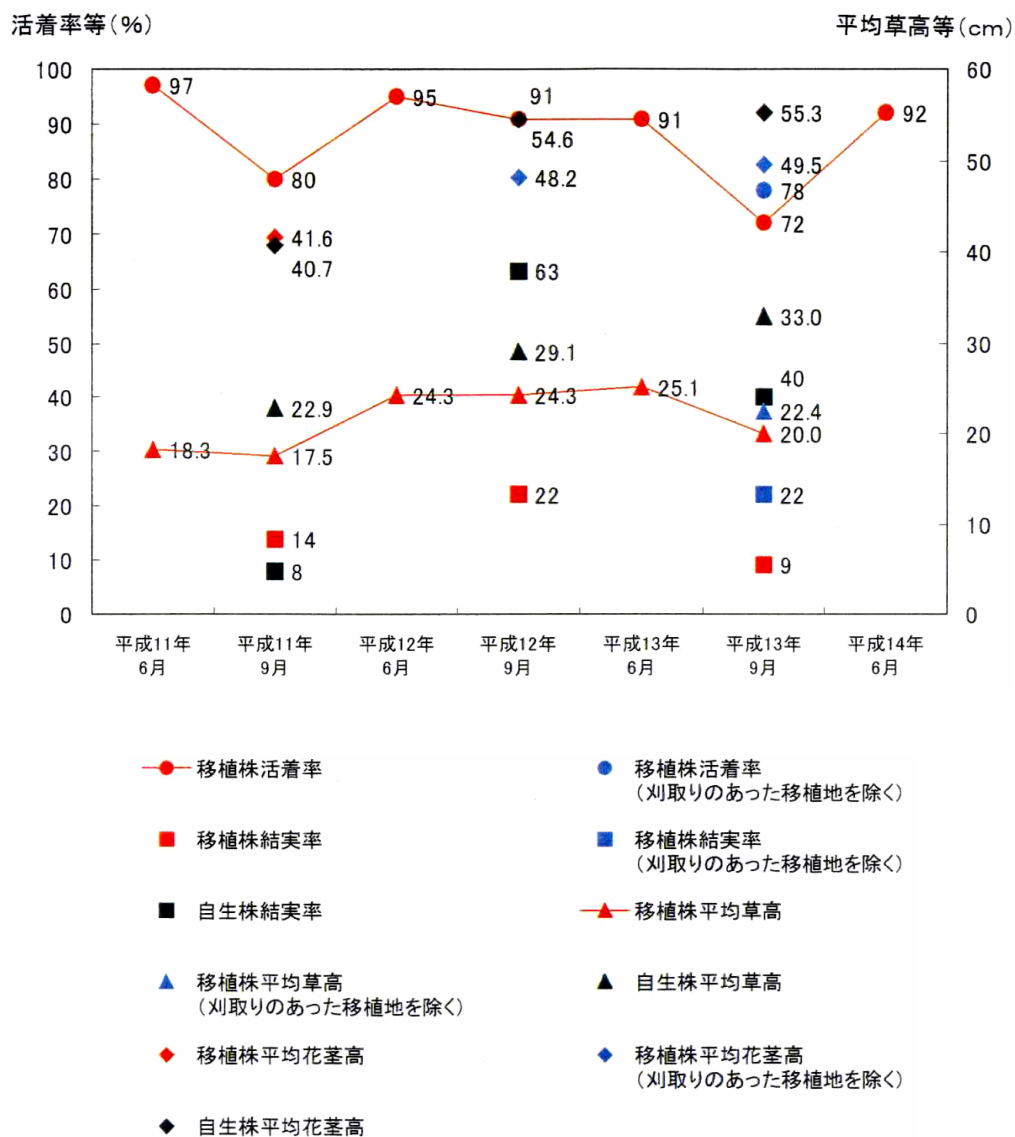 活着率等(%)
平均草高等(cm)
100
90
80
70
60
50
40
30
20
10
0
60
50
40
30
20
10
0
97
80
95
91
54.6
91
55.3
92
49.5
48.2
78
72
41.6
40.7
63
33.0
29.1
40
22.9
24.3
24.3
25.1
22.4
20.0
18.3
17.5
22
22
14
9
8
平成11年
6月
平成11年
9月
平成12年
6月
平成12年
9月
平成13年
6月
平成13年
9月
平成14年
6月
移植株活着率
移植株活着率
(刈取りのあった移植地を除く)
移植株結実率
移植株結実率
(刈取りのあった移植地を除く)
自生株結実率
移植株平均草高
移植株平均草高
(刈取りのあった移植地を除く)
自生株平均草高
移植株平均花茎高
移植株平均花茎高
(刈取りのあった移植地を除く)
自生株平均花茎高